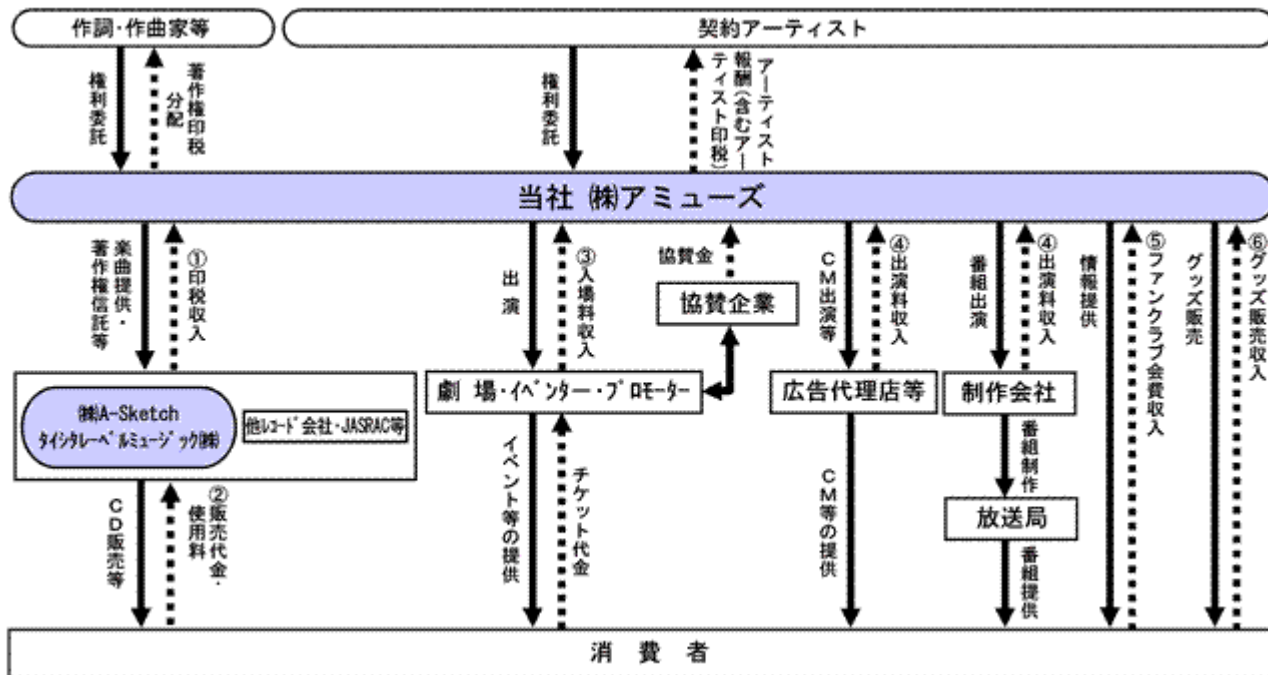 作詞・作曲家等
契約アーティスト
権利委託
著作権印税
分配
権利委託
アーティスト
報酬(含むアー
ティスト印税)
当社 ㈱アミューズ
楽曲提供・
著作権信託等
①印税収入
出演
③入場料収入
協賛金
協賛企業
CM出演等
④出演料収入
番組出演
④出演料収入
情報提供
⑤ファンクラブ会費収入
グッズ販売
⑥グッズ販売収入
㈱A-Sketch
タイシタレーベルミュージック㈱
他レコード会社・JASRAC等
劇 場・イベンター・プロモーター
広告代理店等
制作会社
番組制作
放送局
CD販売等
②販売代金・
使用料
イベント等の提供
チケット代金
CM等の提供
番組提供
消 費 者